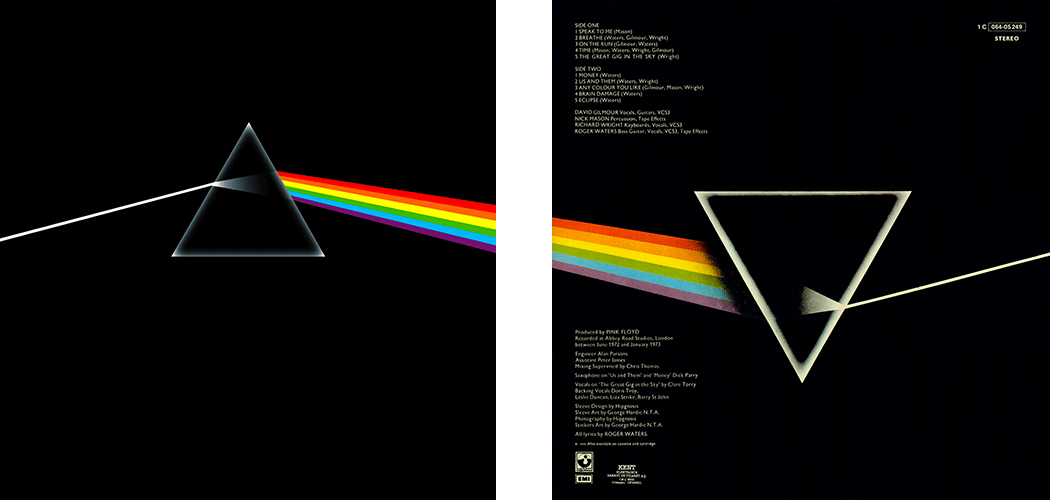 SIDE ONE
1 SPEAK TO ME (Mason)
2 BREATHE (Waters, Gilmour, Wright)
3 ON THE RUN (Gilmour, Waters)
4 TIME (Mason, Waters, Wright, Gilmour)
5 THE GREAT GIG IN THE SKY (Wright)
SIDE TWO
1 MONEY (Waters)
2 US AND THEM (Waters, Wright)
3 ANY COLOUR YOU LIKE (Gilmour, Mason, Wright)
4 BRAIN DAMAGE (Waters)
5 ECLIPSE (Waters)
DAVID GILMOUR Vocals, Guitars, VCS3
NICK MASON Percussion, Tape Effects
RICHARD WRIGHT Keyboards, Vocals, VCS3
ROGER WATERS Bass Guitar, Vocals, VCS3, Tape Effects
1 C 064-05 249
STEREO
Produced by PINK FLOYD
Recorded at Abbey Road Studios, London
between June 1972 and January 1973
Engineer Alan Parsons
Assistant Peter James
Mixing Supervised by Chris Thomas
Saxophone on 'Us and Them' and 'Money' Dick Parry
Vocals on 'The Great Gig in the Sky' by Clare Torry
Backing Vocals Doris Troy,
Leslie Duncan, Liza Strike, Barry St John
Sleeve Design by Hipgnosis
Sleeve Art by George Hardie N.T.A.
Photography by Hipgnosis
Stickers Art by George Hardie N.T.A.
All lyrics by ROGER WATERS.
Also available on cassette and cartridge
EMI
KENT